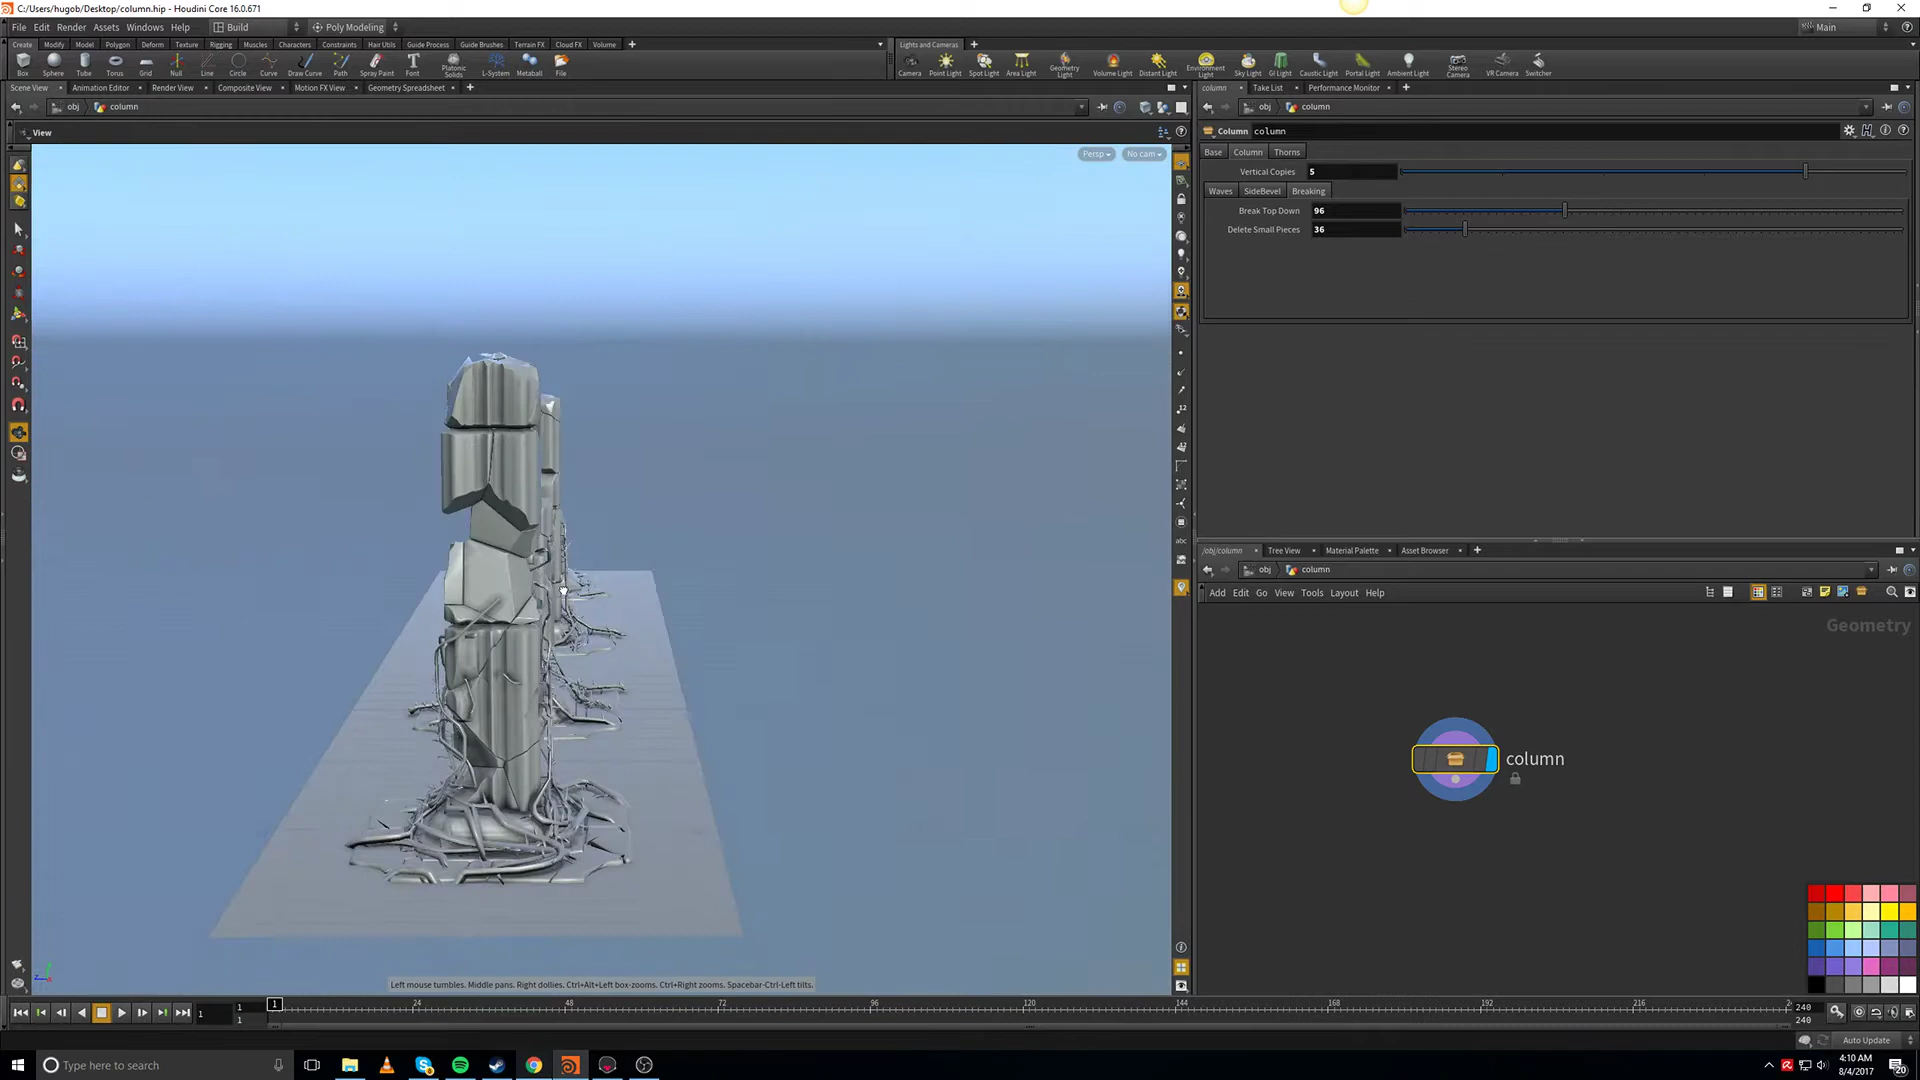 C:/Users/hugob/Desktop/column.hip - Houdini Core 16.0.671
File Edit Render Assets Windows Help Build Poly Modeling Main
Create Modify Model Polygon Deform Texture Rigging Muscles Characters Constraints Hair Utils Guide Process Guide Brushes Terrain FX Cloud FX Volume Lights and Cameras
Box Sphere Tube Torus Grid Null Line Circle Curve Draw Curve Path Spray Paint Font Platonic Solids L-System Metaball File
Camera Point Light Spot Light Area Light Geometry Light Volume Light Distant Light Environment Light Sky Light GI Light Caustic Light Portal Light Ambient Light Stereo Camera VR Camera Switcher
Scene View Animation Editor Render View Composite View Motion FX View Geometry Spreadsheet
column Take List Performance Monitor
obj column
obj column
View
Column column
Persp No cam
Base Column Thorns
Vertical Copies 5
Waves SideBevel Breaking
Break Top Down 96
Delete Small Pieces 36
/obj/column Tree View Material Palette Asset Browser
obj column
Add Edit Go View Tools Layout Help
Geometry
column
Left mouse tumbles. Middle pans. Right dollies. Ctrl+Alt+Left box-zooms. Ctrl+Right zooms. Spacebar-Ctrl-Left tilts.
1 1 1 1 24 48 72 96 120 144 168 192 216 2 240 240
Auto Update
Type here to search
4:10 AM
8/4/2017
20